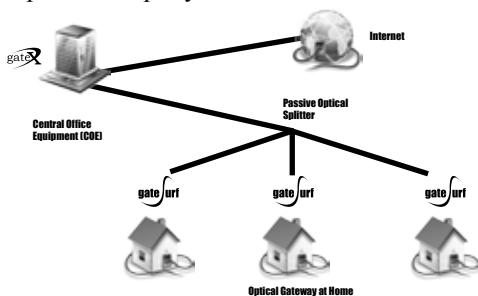 Internet
gateX
Passive Optical
Splitter
Central Office
Equipment (COE)
gateSurf
gateSurf
gateSurf
Optical Gateway at Home